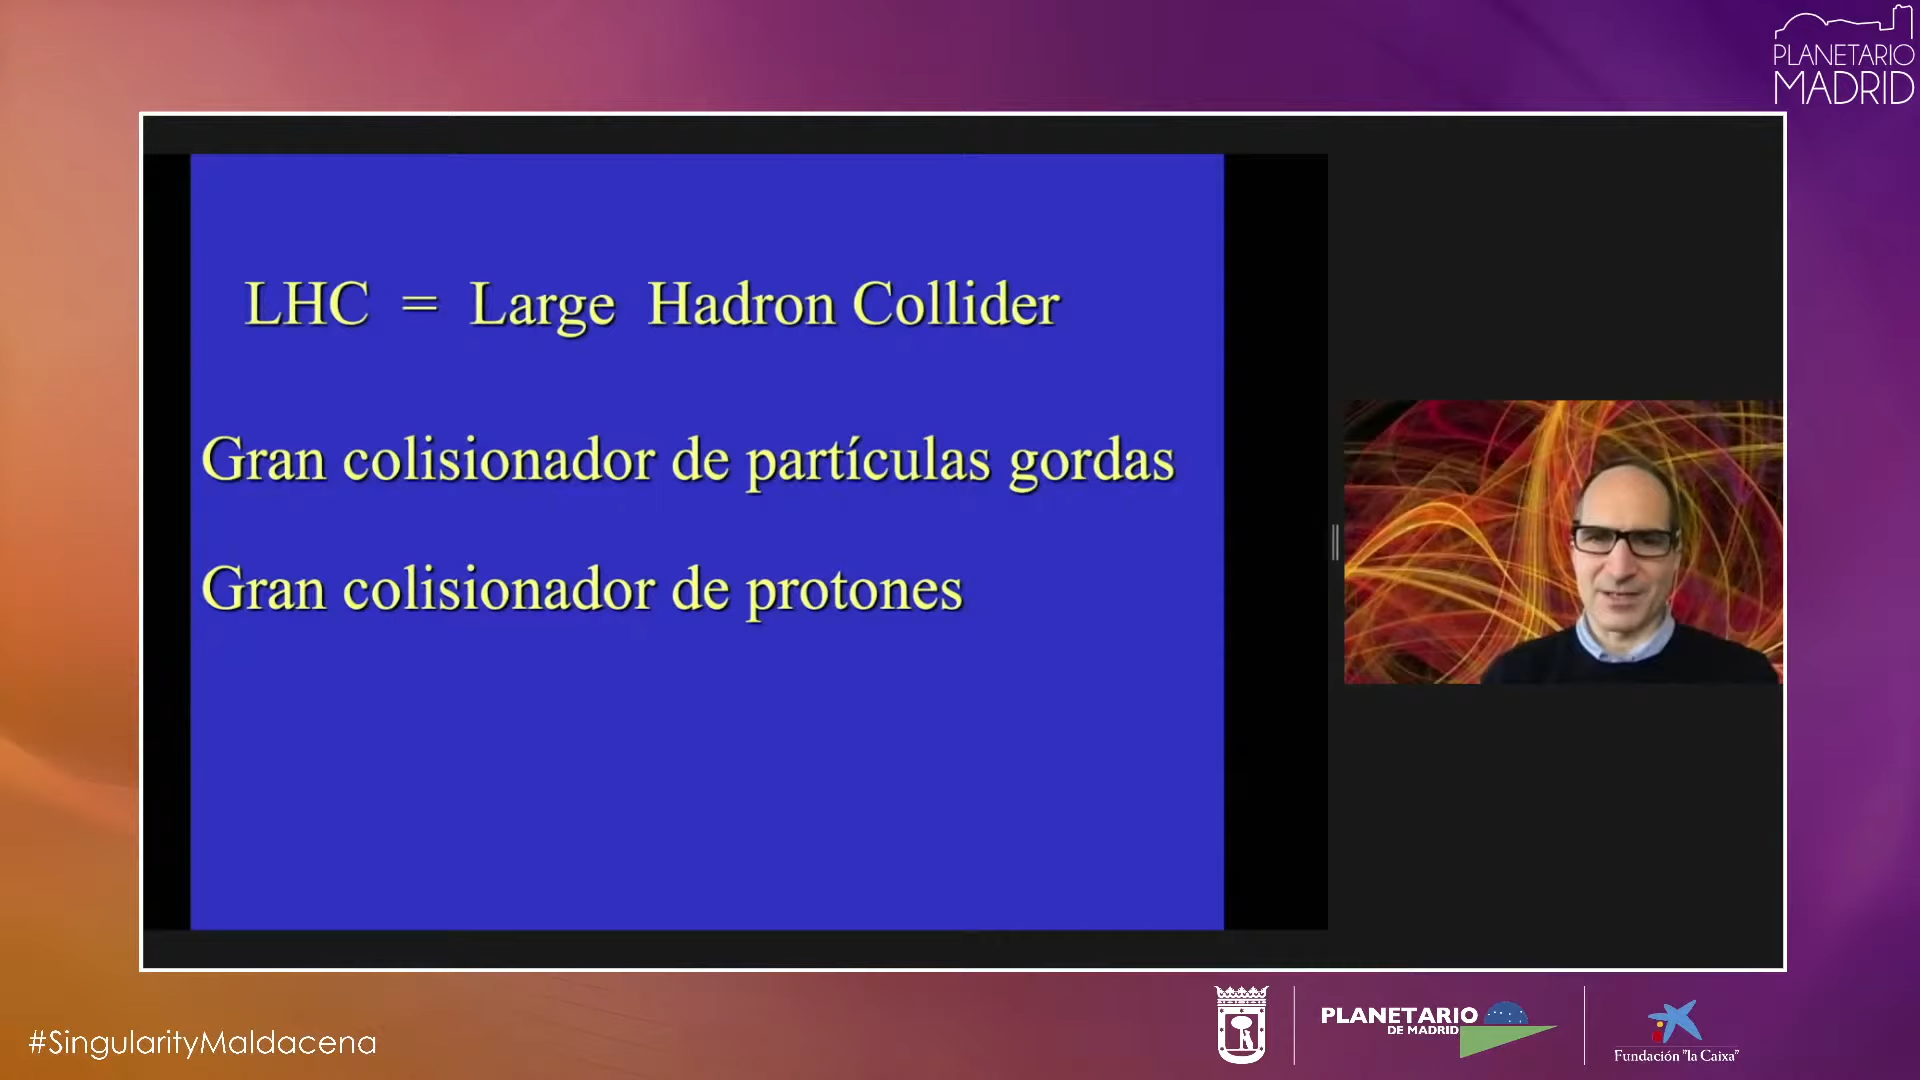 PLANETARIO
MADRID
LHC = Large Hadron Collider
Gran colisionador de partículas gordas
Gran colisionador de protones
#SingularityMaldacena
PLANETARIO
DE MADRID
Fundación "la Caixa"